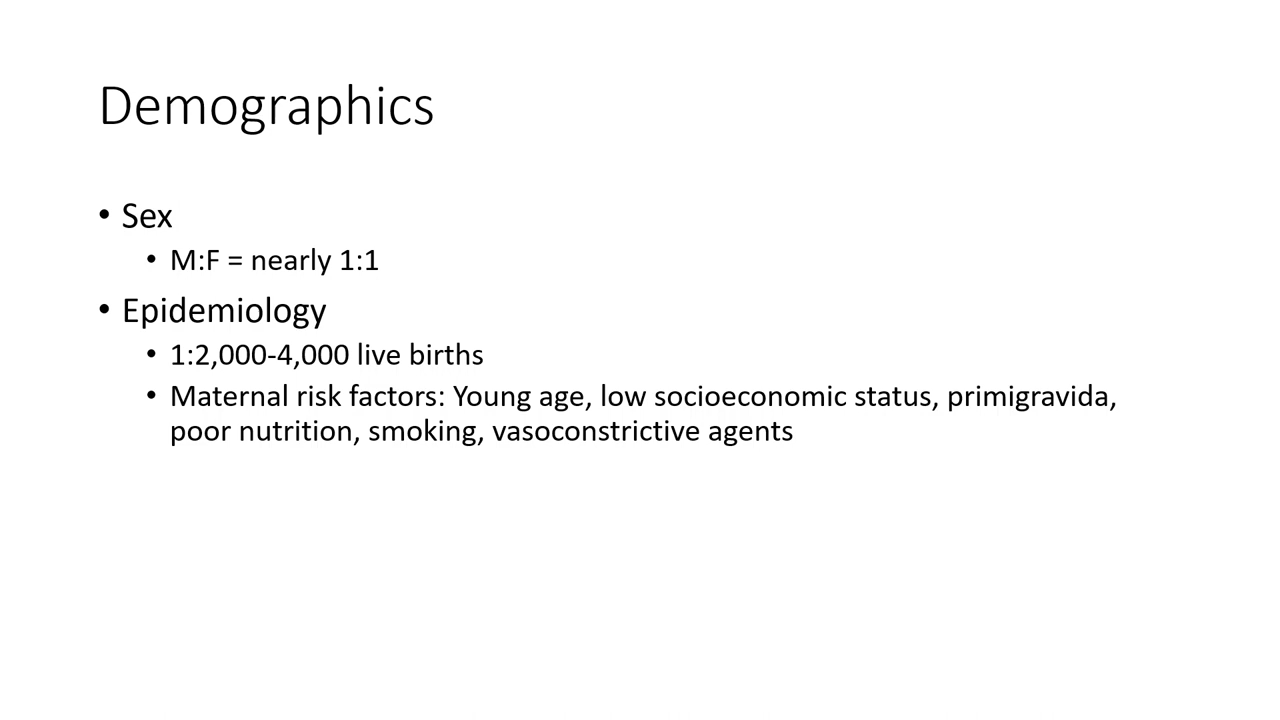 Demographics
• Sex
• M:F = nearly 1:1
• Epidemiology
• 1:2,000-4,000 live births
• Maternal risk factors: Young age, low socioeconomic status, primigravida,
poor nutrition, smoking, vasoconstrictive agents